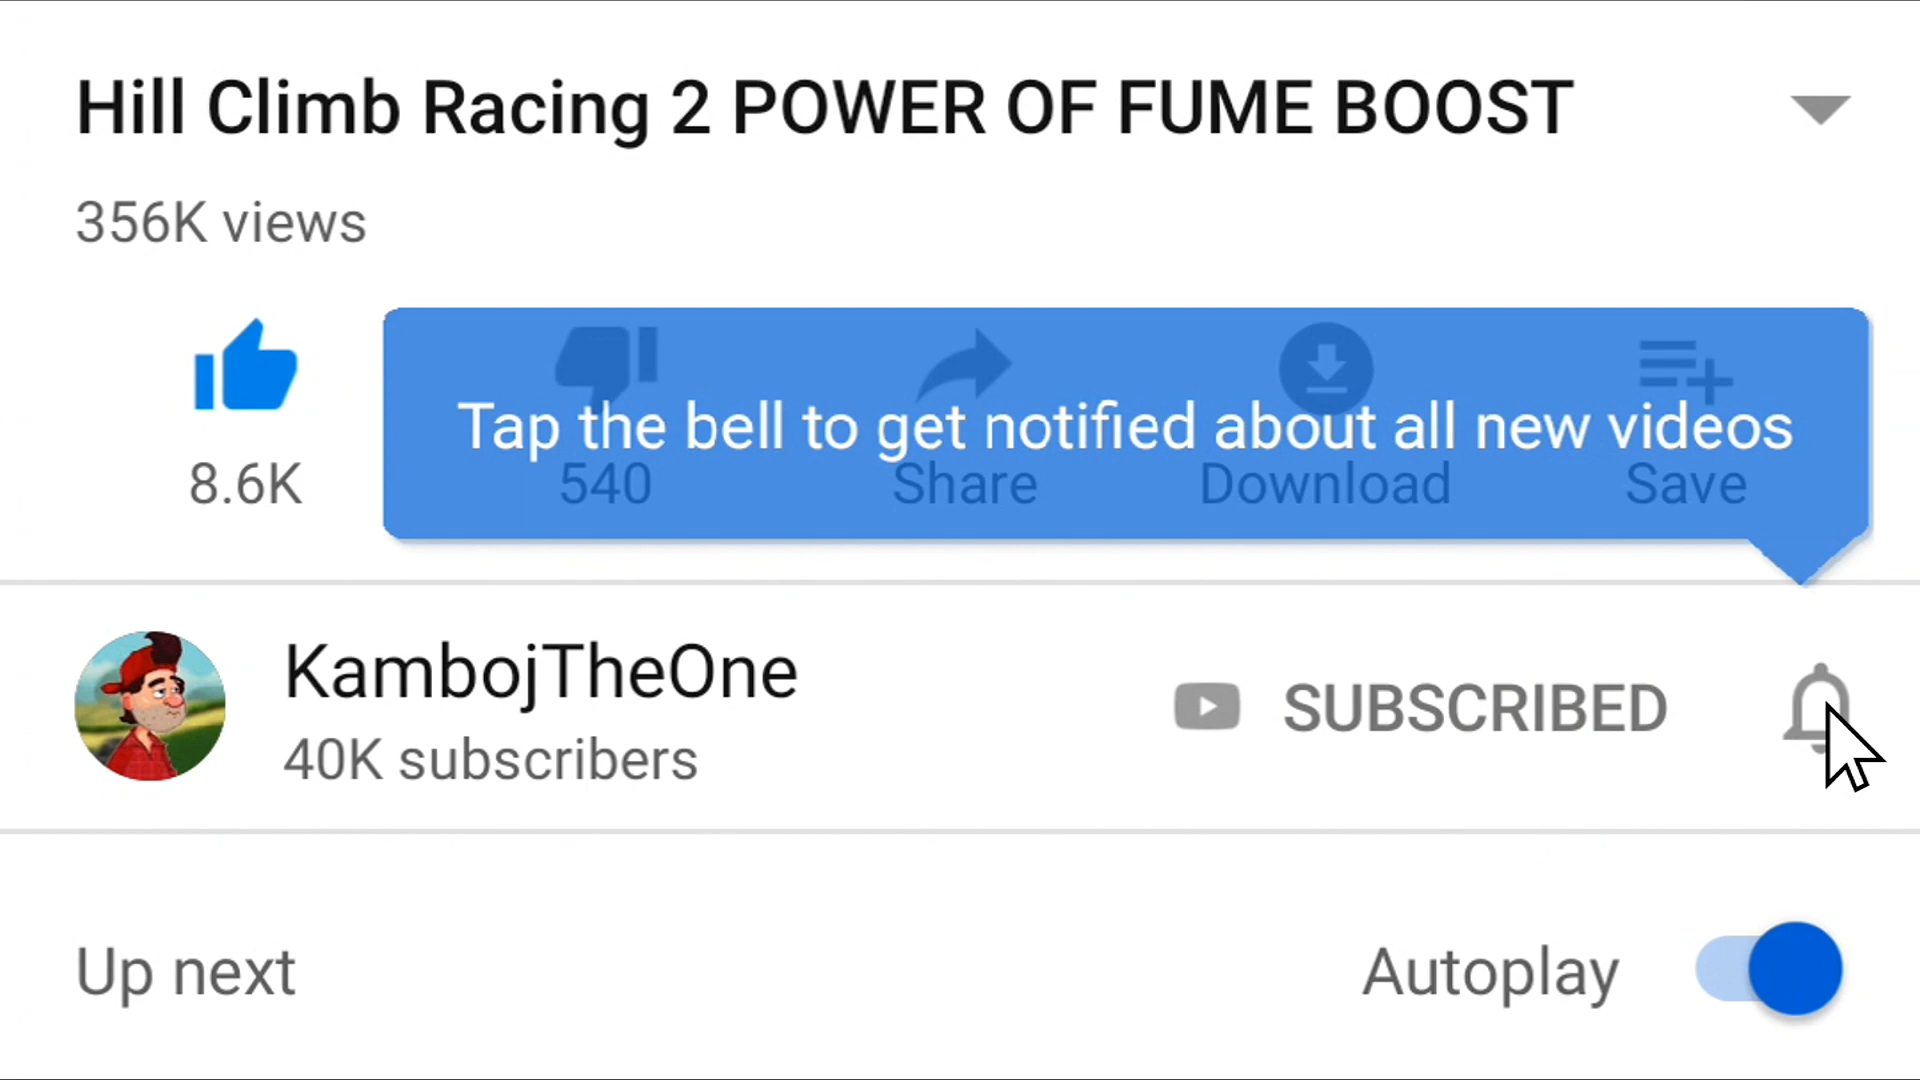 Hill Climb Racing 2 POWER OF FUME BOOST
356K views
Tap the bell to get notified about all new videos
8.6K 540 Share Download Save
KambojTheOne
40K subscribers
SUBSCRIBED
Up next Autoplay